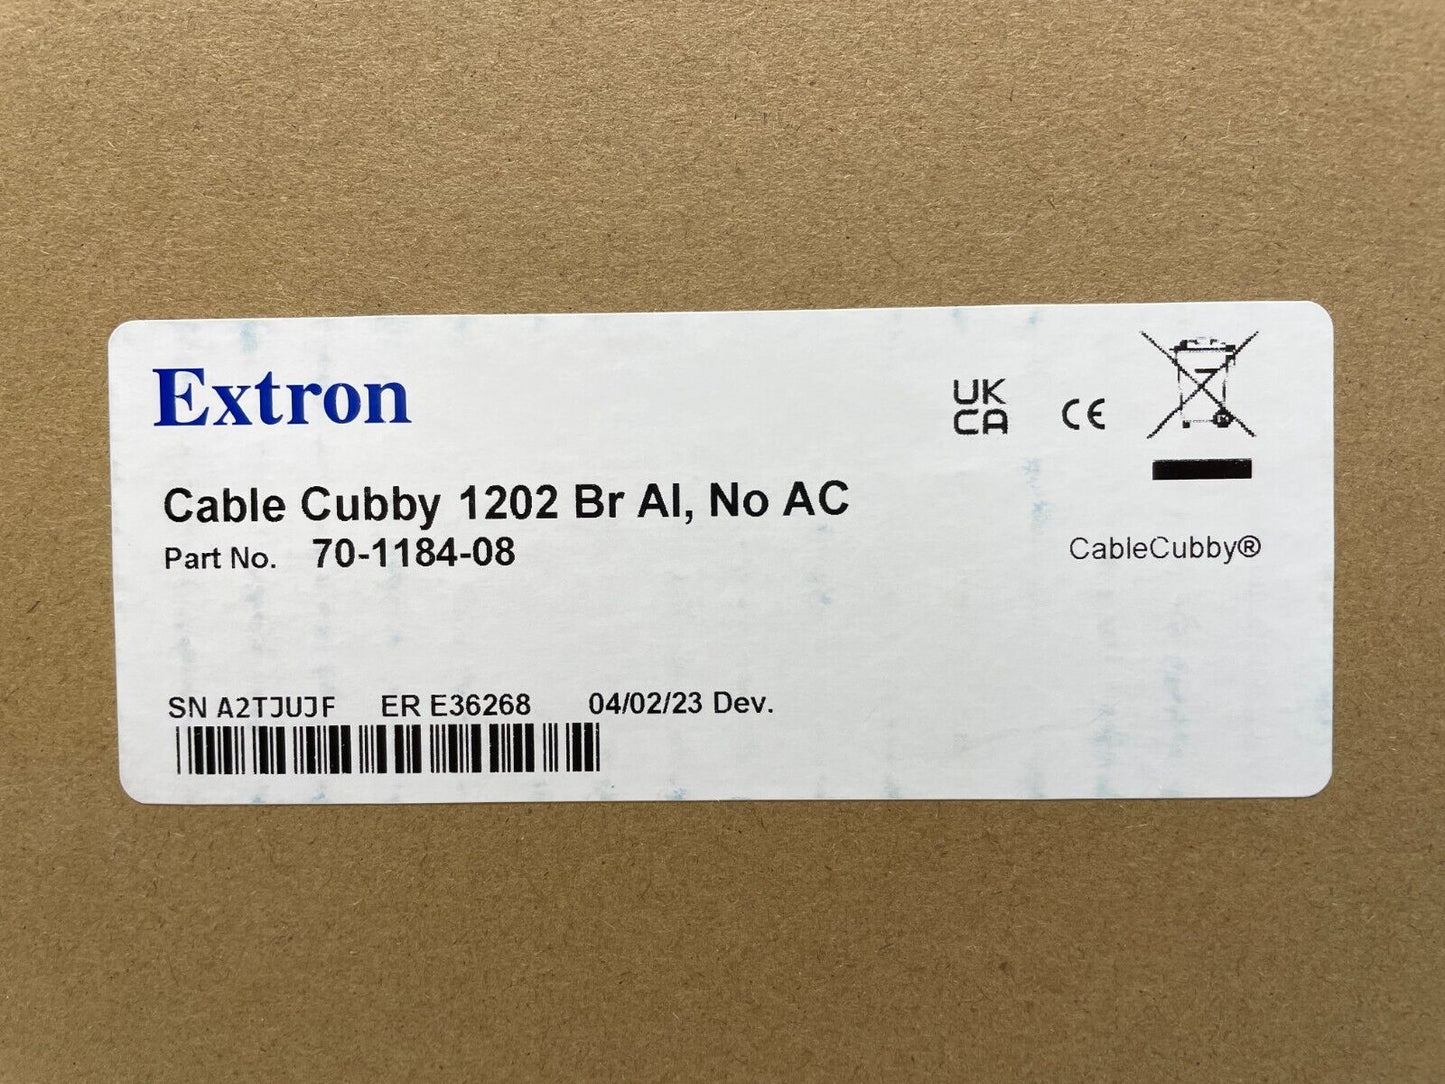 Extron
UK
CA
CE
Cable Cubby 1202 Br Al, No AC
Part No. 70-1184-08
CableCubby®
SN A2TJUJF ER E36268 04/02/23 Dev.